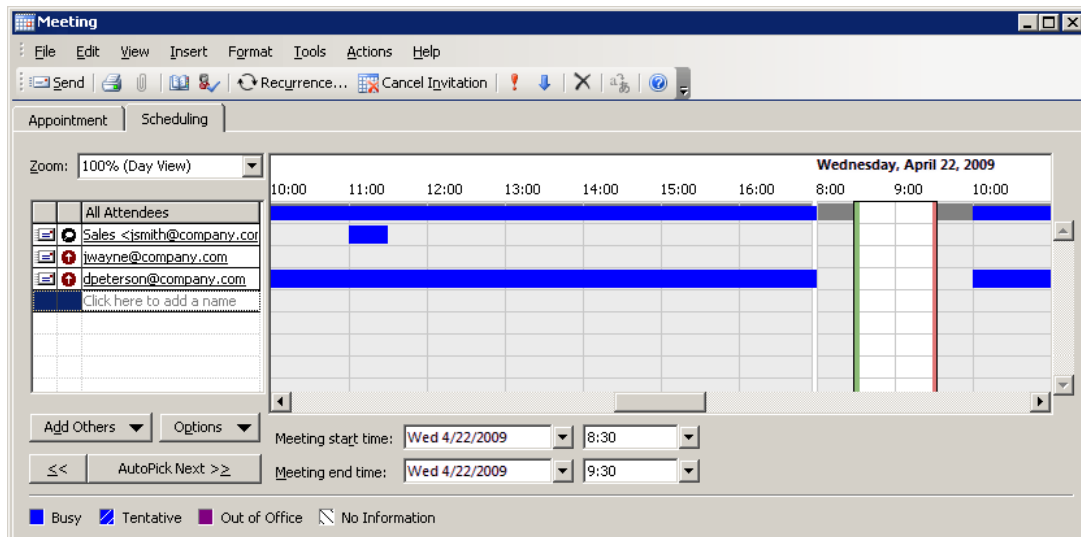 Meeting
File Edit View Insert Format Tools Actions Help
Send Recurrence... Cancel Invitation
Appointment Scheduling
Zoom: 100% (Day View)
Wednesday, April 22, 2009
10:00 11:00 12:00 13:00 14:00 15:00 16:00 8:00 9:00 10:00
All Attendees
Sales <jsmith@company.cor
jwayne@company.com
dpeterson@company.com
Click here to add a name
Add Others Options
Meeting start time: Wed 4/22/2009 8:30
<< AutoPick Next >>
Meeting end time: Wed 4/22/2009 9:30
Busy Tentative Out of Office No Information